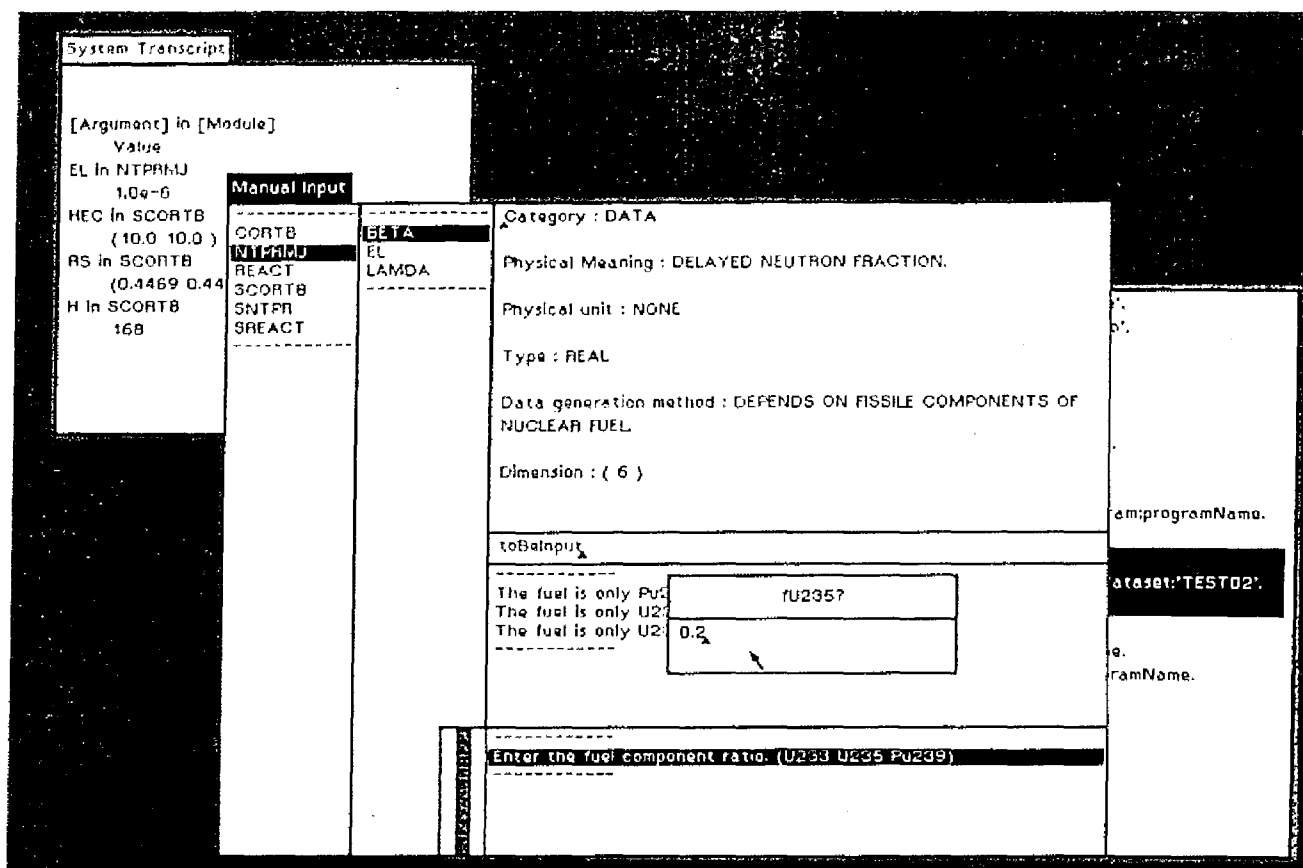 System Transcript
[Argument] in [Module]
Value
EL in NTPRMJ
1.0e-6
HEC in SCORTB
( 10.0 10.0 )
RS in SCORTB
(0.4469 0.44
H in SCORTB
168
Manual Input
CORTB
NTPRMJ
REACT
SCORTB
SNTPR
SREACT
BETA
EL
LAMDA
Category : DATA
Physical Meaning : DELAYED NEUTRON FRACTION.
Physical unit : NONE
Type : REAL
Data generation method : DEPENDS ON FISSILE COMPONENTS OF
NUCLEAR FUEL.
Dimension : ( 6 )
toBeInput
The fuel is only Pu2
The fuel is only U23
The fuel is only U2
fU235?
0.2
Enter the fuel component ratio. (U233 U235 Pu239)
am:programName.
ataset:'TEST02'.
e.
ramName.